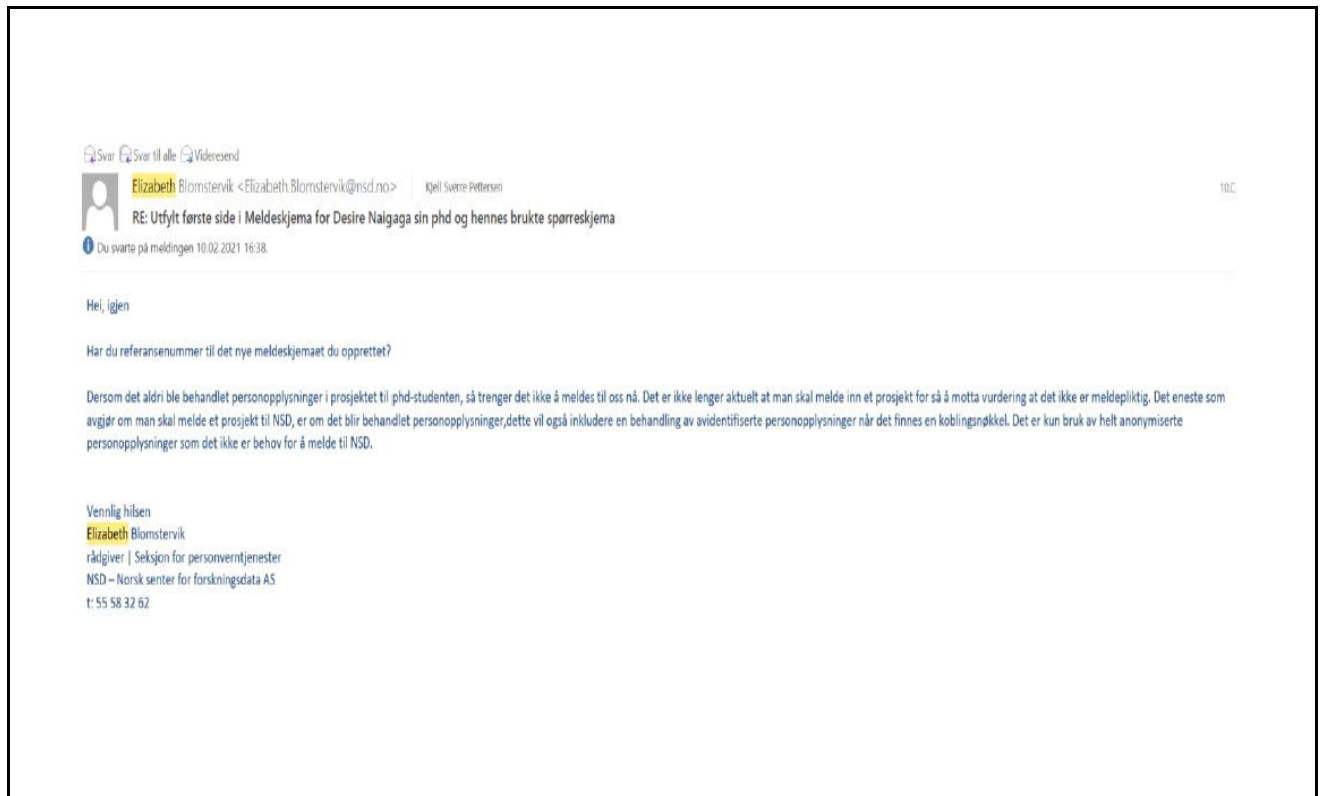 Svar Svar til alle Videresend
Elizabeth Blomstervik <Elizabeth.Blomstervik@nsd.no> Kjell Sverre Pettersen 10.
RE: Utfylt første side i Meldeskjema for Desire Naigaga sin phd og hennes brukte spørreskjema
Du svarte på meldingen 10.02.2021 16:38.
Hei, igjen
Har du referansenummer til det nye meldeskjemaet du opprettet?
Dersom det aldri ble behandlet personopplysninger i prosjektet til phd-studenten, så trenger det ikke å meldes til oss nå. Det er ikke lenger aktuelt at man skal melde inn et prosjekt for så å motta vurdering at det ikke er meldepliktig. Det eneste som
avgjør om man skal melde et prosjekt til NSD, er om det blir behandlet personopplysninger,dette vil også inkludere en behandling av avidentifiserte personopplysninger når det finnes en koblingsnøkkel. Det er kun bruk av helt anonymiserte
personopplysninger som det ikke er behov for å melde til NSD.
Vennlig hilsen
Elizabeth Blomstervik
rådgiver | Seksjon for personverntjenester
NSD – Norsk senter for forskningsdata AS
t: 55 58 32 62